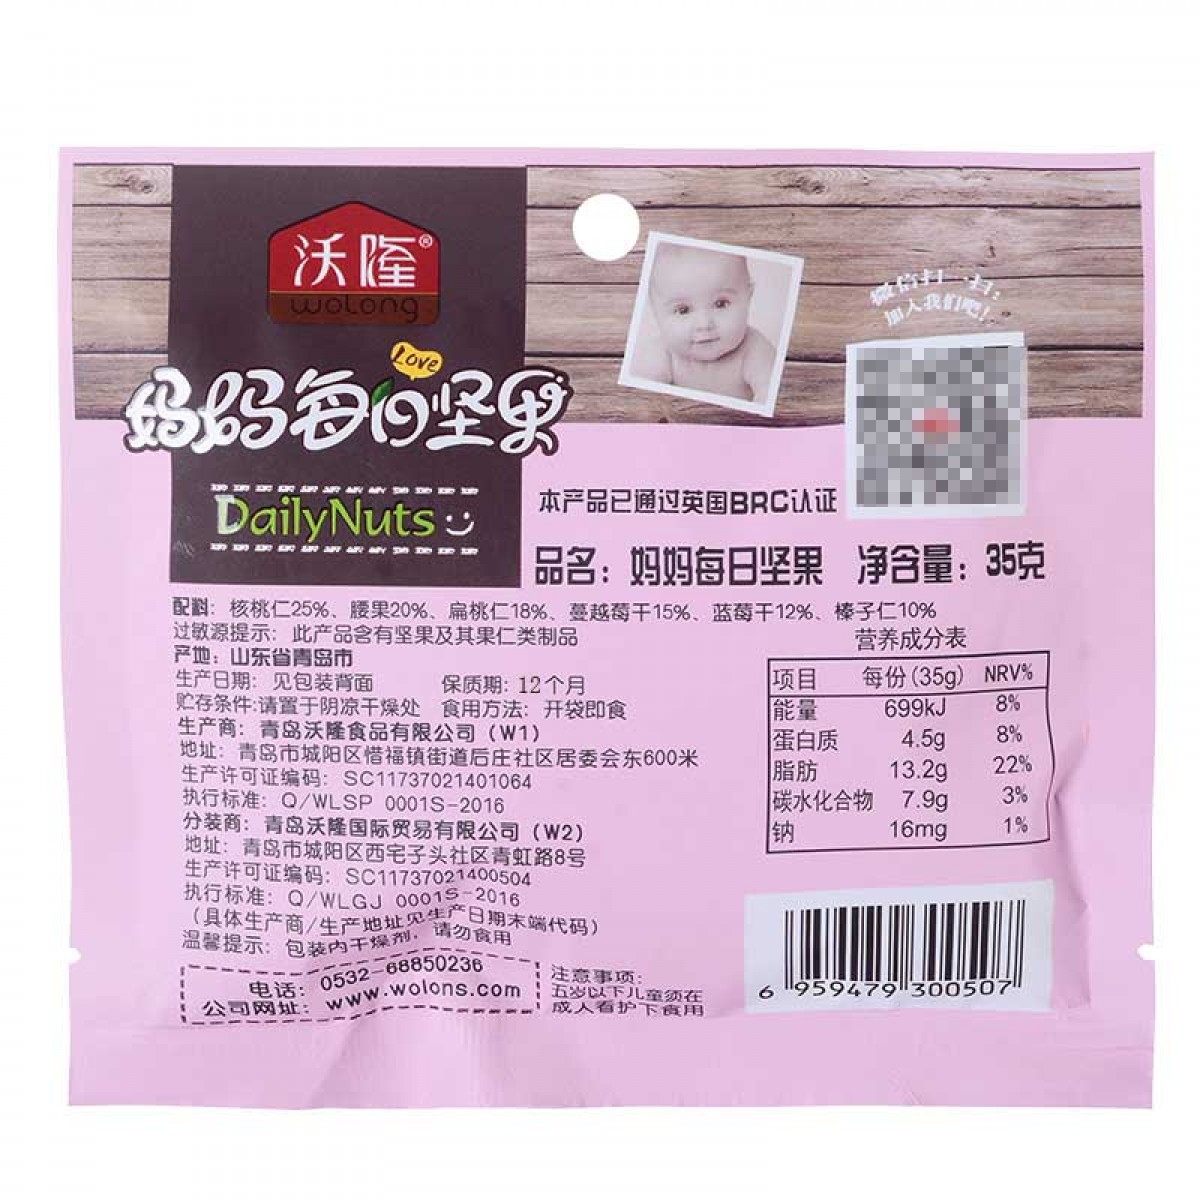 沃隆®
WOLONG
Love
妈妈每日坚果
DailyNuts
微信扫一扫:
加入我们吧!
本产品已通过英国BRC认证
品名：妈妈每日坚果 净含量：35克
配料：核桃仁25%、腰果20%、扁桃仁18%、蔓越莓干15%、蓝莓干12%、榛子仁10%
过敏源提示：此产品含有坚果及其果仁类制品
产地：山东省青岛市
生产日期：见包装背面 保质期：12个月
贮存条件:请置于阴凉干燥处 食用方法：开袋即食
生产商：青岛沃隆食品有限公司（W1）
地址：青岛市城阳区惜福镇街道后庄社区居委会东600米
生产许可证编码：SC11737021401064
执行标准：Q/WLSP 0001S-2016
分装商：青岛沃隆国际贸易有限公司（W2）
地址：青岛市城阳区西宅子头社区青虹路8号
生产许可证编码：SC11737021400504
执行标准：Q/WLGJ 0001S-2016
（具体生产商/生产地址见生产日期末端代码）
温馨提示：包装内干燥剂，请勿食用
电话：0532-68850236
公司网址：www.wolons.com
注意事项：
五岁以下儿童须在
成人看护下食用
营养成分表
项目 每份(35g) NRV%
能量 699kJ 8%
蛋白质 4.5g 8%
脂肪 13.2g 22%
碳水化合物 7.9g 3%
钠 16mg 1%
6 959479 300507